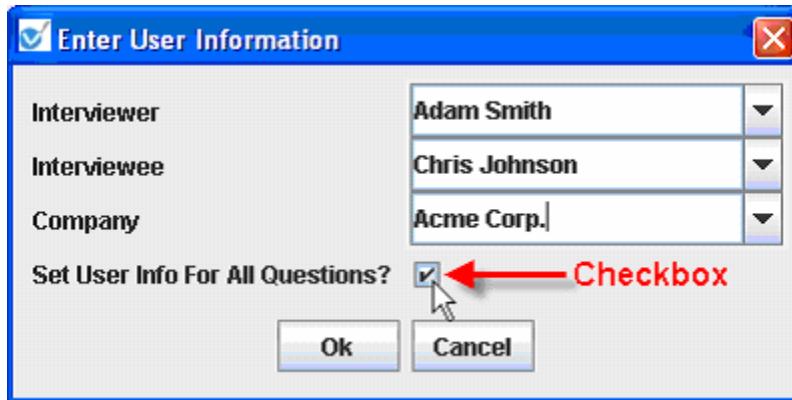 Enter User Information
Interviewer Adam Smith
Interviewee Chris Johnson
Company Acme Corp.
Set User Info For All Questions? Checkbox
Ok Cancel